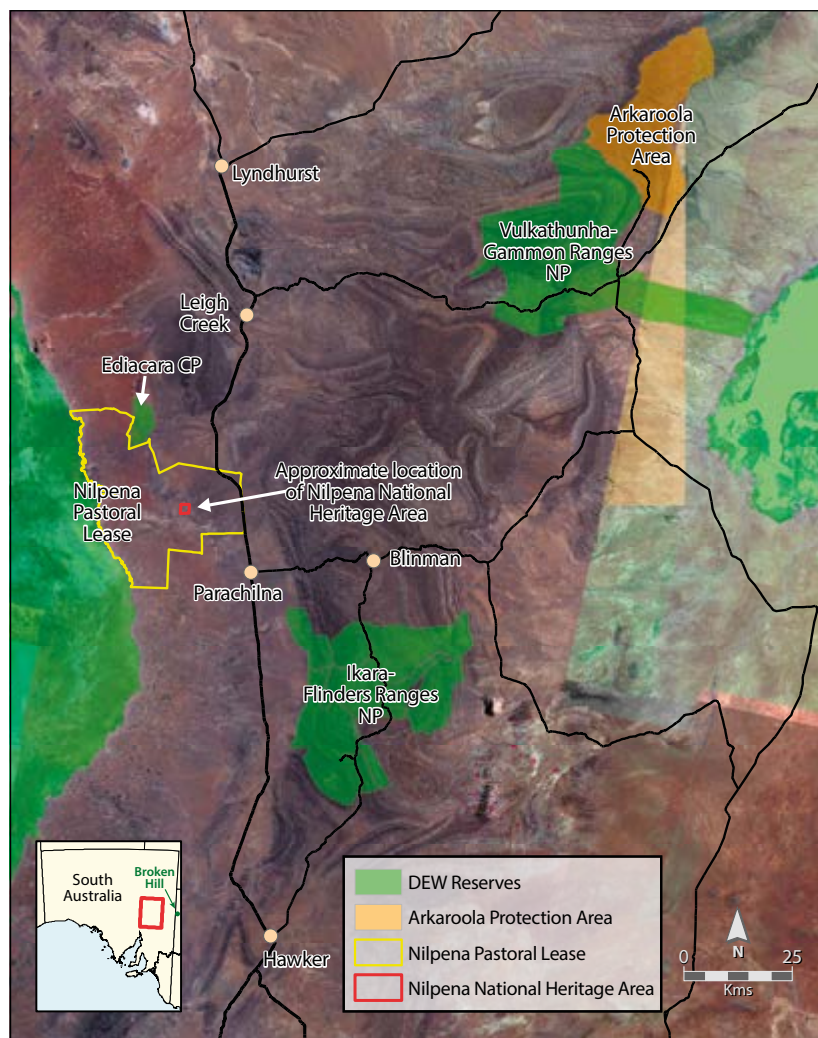 Arkaroola
Protection
Area
Lyndhurst
Vulkathunha-
Gammon Ranges
NP
Leigh
Creek
Ediacara CP
Approximate location
of Nilpena National
Heritage Area
Nilpena
Pastoral
Lease
Blinman
Parachilna
Ikara-
Flinders Ranges
NP
Hawker
South
Australia
Broken
Hill
DEW Reserves
Arkaroola Protection Area
Nilpena Pastoral Lease
Nilpena National Heritage Area
N
0 25
Kms